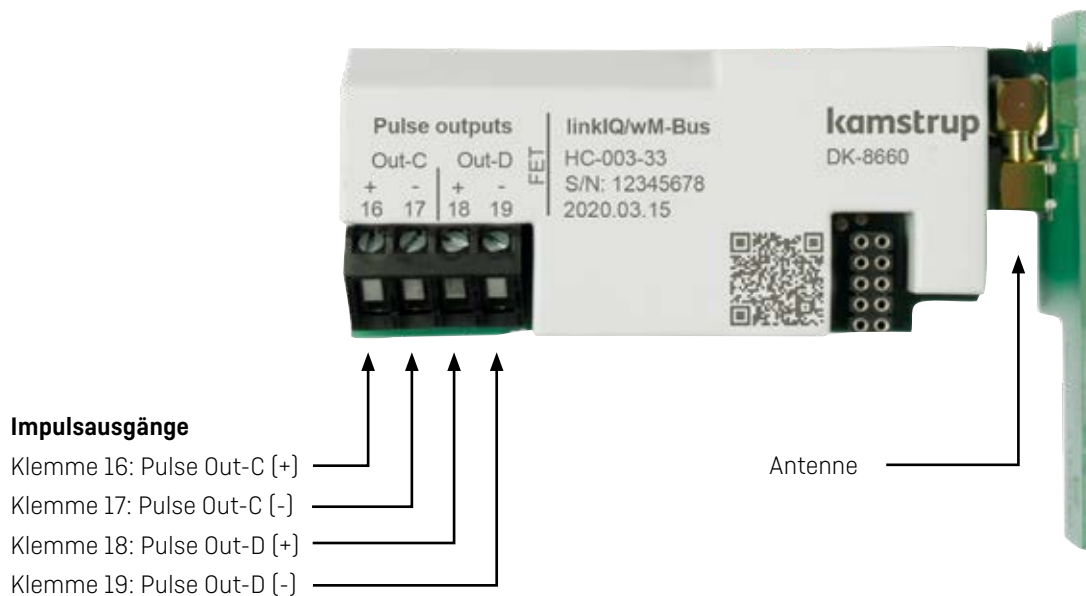 Pulse outputs
Out-C Out-D
+ - + -
16 17 18 19
FET
linkIQ/wM-Bus
HC-003-33
S/N: 12345678
2020.03.15
kamstrup
DK-8660
Impulsausgänge
Klemme 16: Pulse Out-C (+)
Klemme 17: Pulse Out-C (-)
Klemme 18: Pulse Out-D (+)
Klemme 19: Pulse Out-D (-)
Antenne